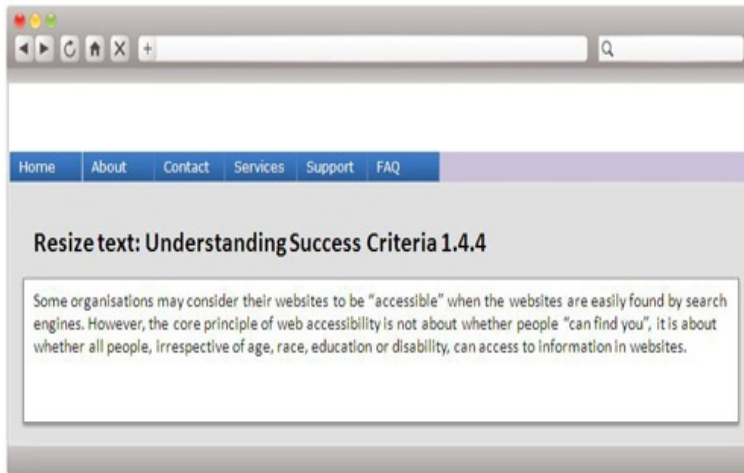 Home About Contact Services Support FAQ
Resize text: Understanding Success Criteria 1.4.4
Some organisations may consider their websites to be “accessible” when the websites are easily found by search
engines. However, the core principle of web accessibility is not about whether people “can find you”, it is about
whether all people, irrespective of age, race, education or disability, can access to information in websites.